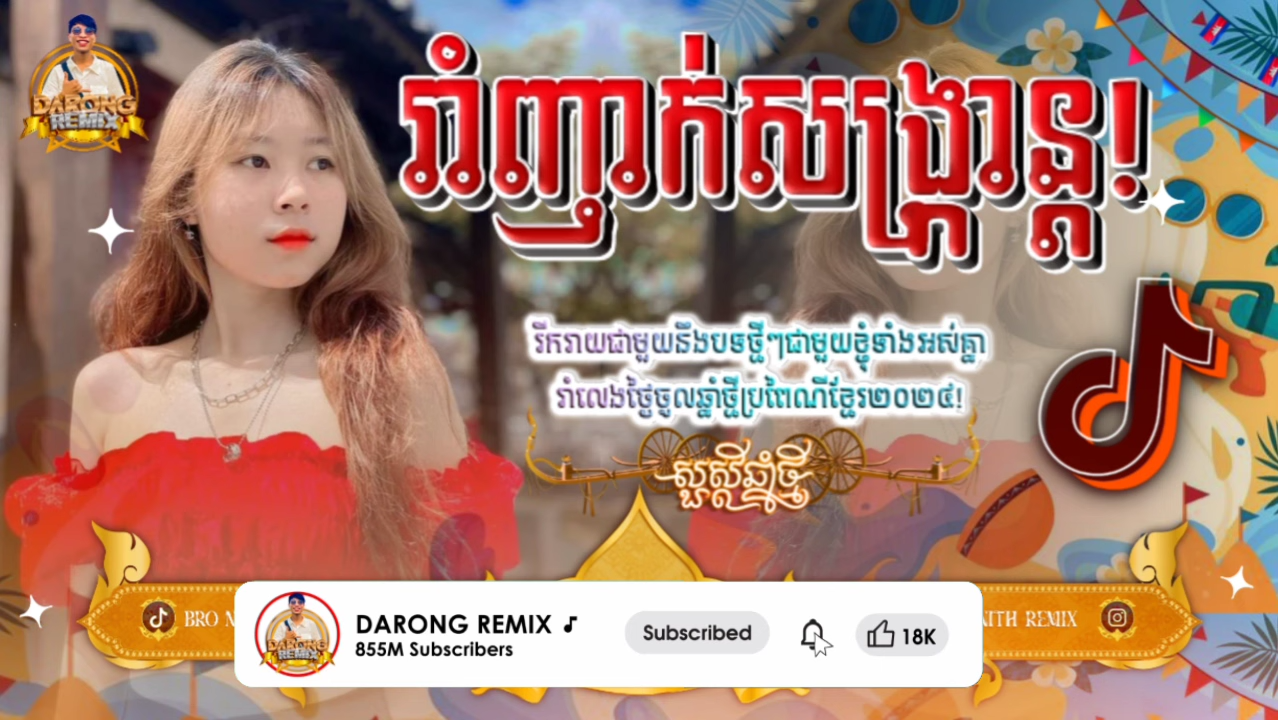 DARONG
REMIX
រាំញាក់សង្ក្រាន្ត!
រីករាយជាមួយនឹងបទថ្មីៗជាមួយខ្ញុំទាំងអស់គ្នា
រាំលេងថ្ងៃចូលឆ្នាំថ្មីប្រពៃណីខ្មែរ២០២៤!
សួស្តីឆ្នាំថ្មី
BRO
REMIX
DARONG REMIX
855M Subscribers
Subscribed
18K
DARONG
REMIX